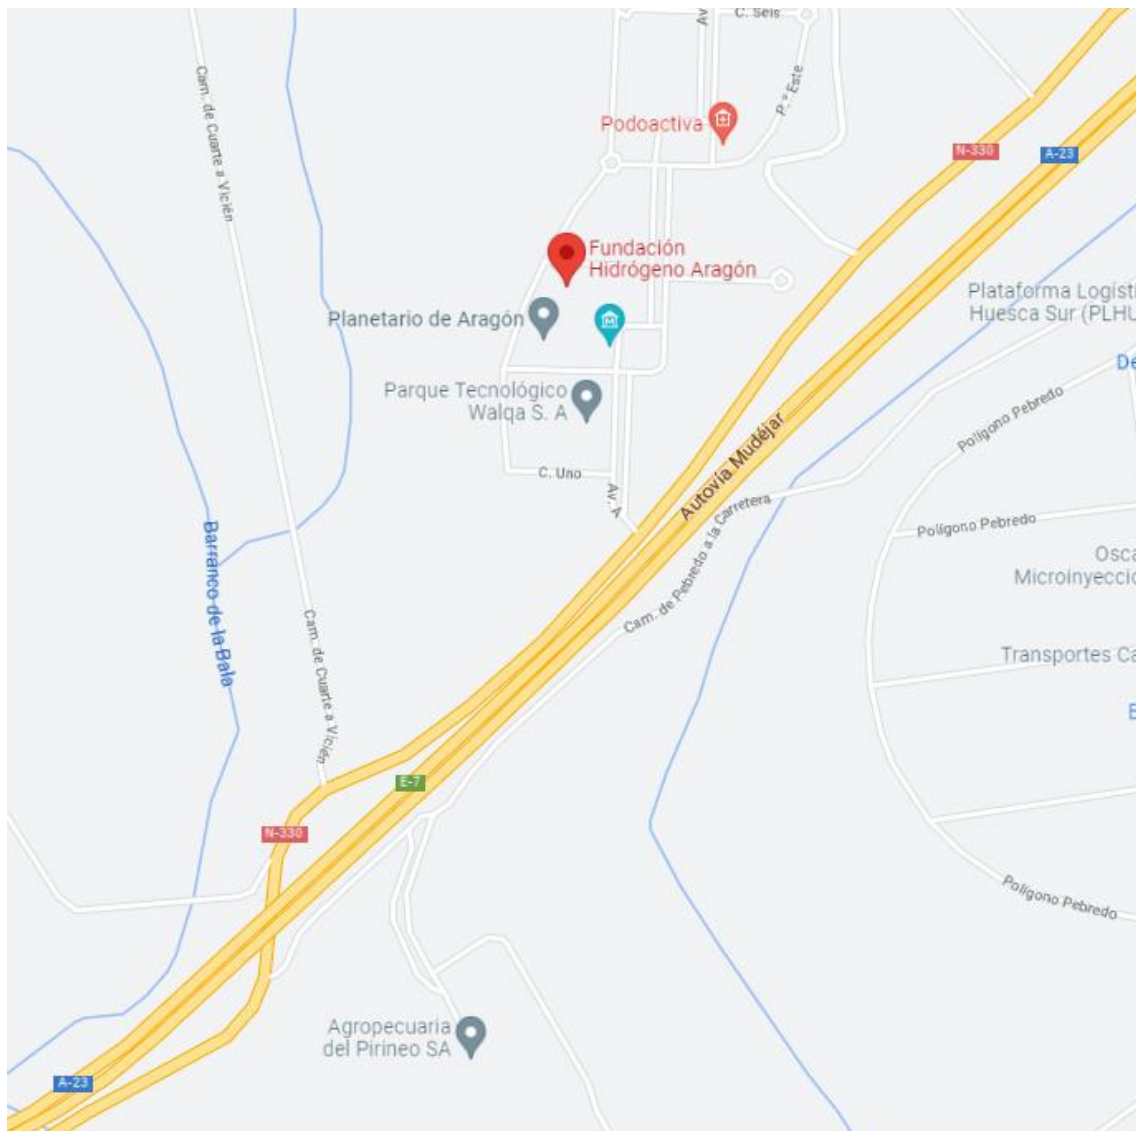 C. Seis
Av
Cam. de Cuarte a Vicién
P.º Este
Podoactiva
N-330
A-23
Fundación
Hidrógeno Aragón
Plataforma Logísti
Huesca Sur (PLHU
Planetario de Aragón
M
De
Parque Tecnológico
Walqa S. A
Polígono Pebredo
Autovía Mudéjar
C. Uno
Av. A
Cam. de Pebredo a la Carretera
Polígono Pebredo
Barranco de la Bala
Osca
Microinyeccio
Cam. de Cuarte a Vicién
Transportes Ca
E
E-7
N-330
Polígono Pebredo
Agropecuaria
del Pirineo SA
A-23